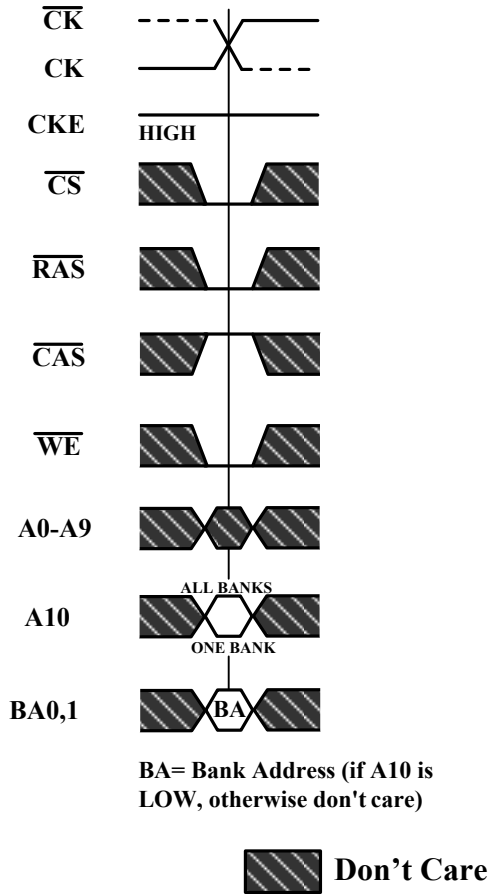 CK
CK
CKE
HIGH
CS
RAS
CAS
WE
A0-A9
ALL BANKS
A10
ONE BANK
BA0,1
BA
BA= Bank Address (if A10 is
LOW, otherwise don't care)
Don't Care